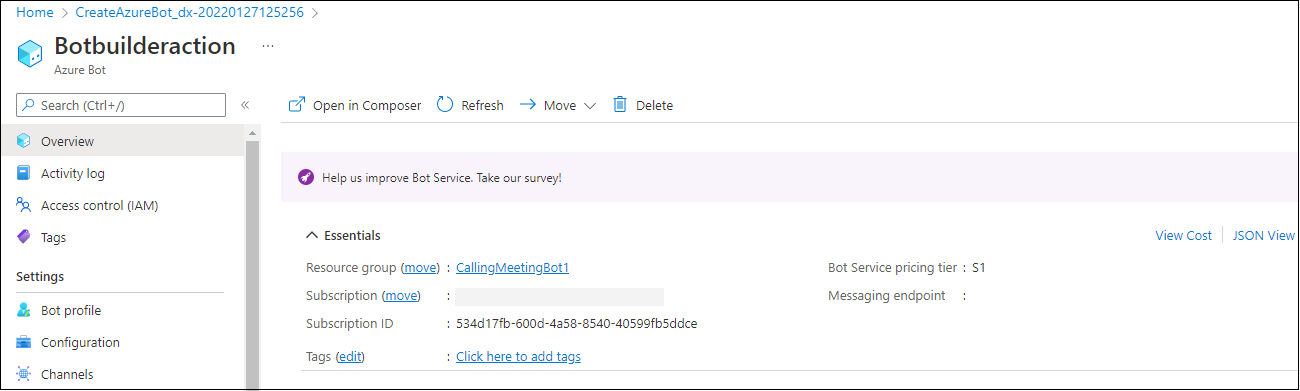 Home > CreateAzureBot_dx-20220127125256 >
Botbuilderaction ...
Azure Bot
Search (Ctrl+/) «
Overview
Activity log
Access control (IAM)
Tags
Settings
Bot profile
Configuration
Channels
Open in Composer Refresh Move Delete
Help us improve Bot Service. Take our survey!
Essentials View Cost JSON View
Resource group (move) : CallingMeetingBot1 Bot Service pricing tier : S1
Subscription (move) : Messaging endpoint :
Subscription ID : 534d17fb-600d-4a58-8540-40599fb5ddce
Tags (edit) : Click here to add tags